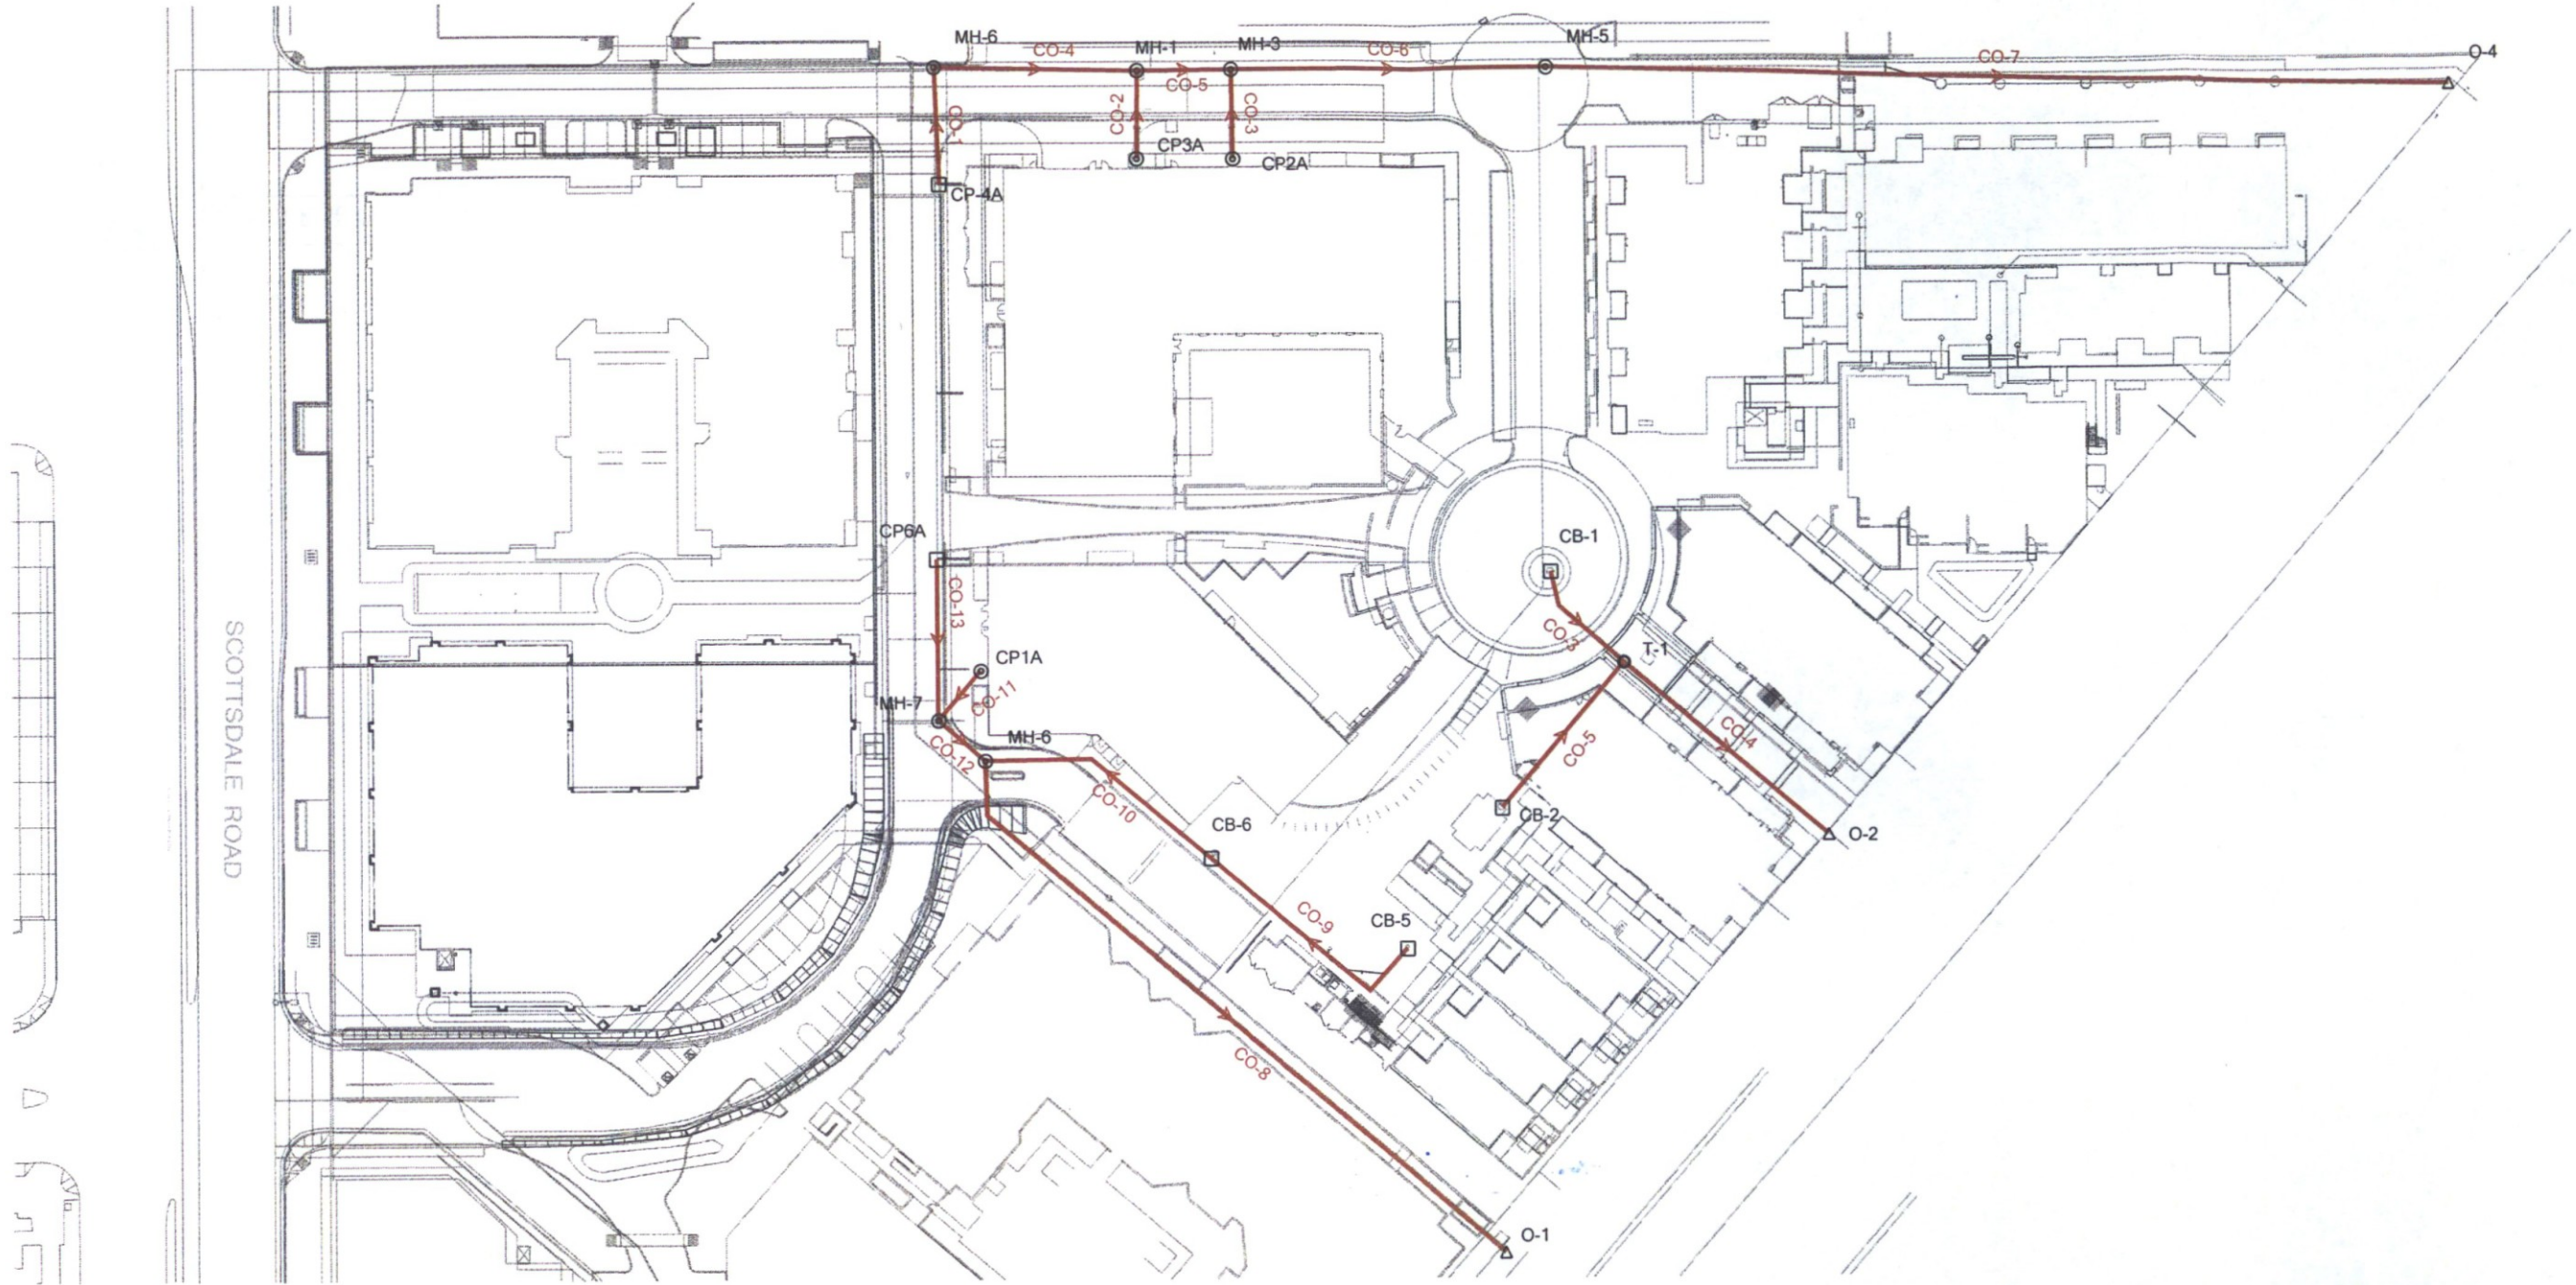 MH-6
CO-4
MH-1
MH-3
CO-6
MH-5
CO-7
O-4
CO-5
CO-1
CO-2
CO-3
CP3A
CP2A
CP-4A
CP6A
CB-1
CO-13
CO-3
T-1
CP1A
CO-11
MH-7
CO-12
MH-6
CO-4
CO-5
CO-10
CB-6
CB-2
O-2
SCOTTSDALE ROAD
CO-9
CB-5
CO-8
O-1